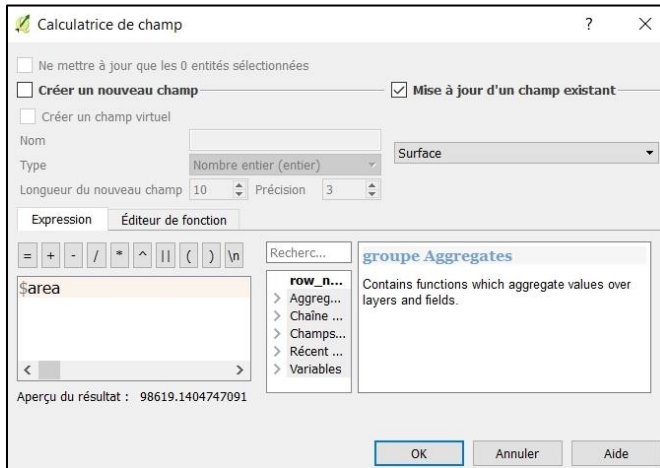 Calculatrice de champ ? ×
Ne mettre à jour que les 0 entités sélectionnées
Créer un nouveau champ
Mise à jour d'un champ existant
Créer un champ virtuel
Nom
Type Nombre entier (entier)
Surface
Longueur du nouveau champ 10 Précision 3
Expression Éditeur de fonction
= + - / * ^ || ( ) \n
Recherc...
$area
row_n...
Aggreg...
Chaîne ...
Champs...
Récent ...
Variables
groupe Aggregates
Contains functions which aggregate values over
layers and fields.
Aperçu du résultat : 98619.1404747091
OK Annuler Aide